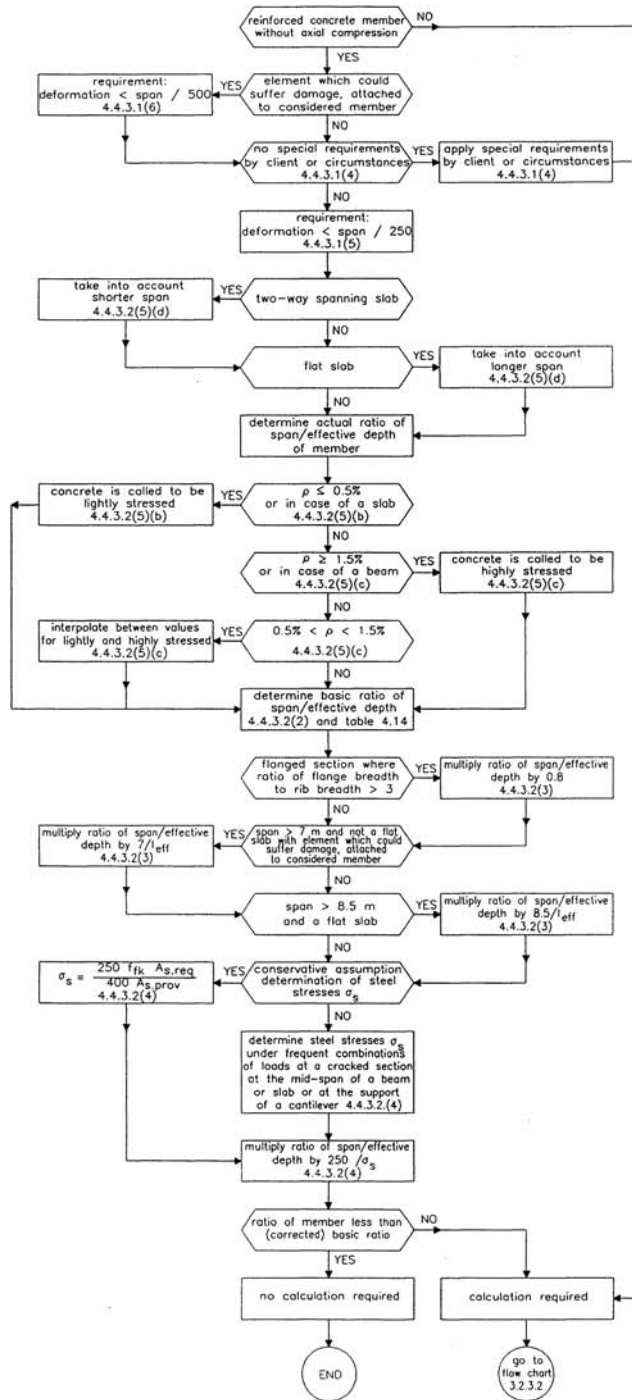 reinforced concrete member
without axial compression
NO
YES
requirement:
deformation < span / 500
4.4.3.1(6)
YES
element which could
suffer damage, attached
to considered member
NO
no special requirements
by client or circumstances
4.4.3.1(4)
YES
apply special requirements
by client or circumstances
4.4.3.1(4)
NO
requirement:
deformation < span / 250
4.4.3.1(5)
take into account
shorter span
4.4.3.2(5)(d)
YES
two-way spanning slab
NO
flat slab
YES
take into account
longer span
4.4.3.2(5)(d)
NO
determine actual ratio of
span/effective depth
of member
concrete is called to be
lightly stressed
4.4.3.2(5)(b)
YES
ρ ≤ 0.5%
or in case of a slab
4.4.3.2(5)(b)
NO
ρ ≥ 1.5%
or in case of a beam
4.4.3.2(5)(c)
YES
concrete is called to be
highly stressed
4.4.3.2(5)(c)
NO
interpolate between values
for lightly and highly stressed
4.4.3.2(5)(c)
YES
0.5% < ρ < 1.5%
4.4.3.2(5)(c)
NO
determine basic ratio of
span/effective depth
4.4.3.2(2) and table 4.14
flanged section where
ratio of flange breadth
to rib breadth > 3
YES
multiply ratio of span/effective
depth by 0.8
4.4.3.2(3)
NO
multiply ratio of span/effective
depth by 7/l_eff
4.4.3.2(3)
YES
span > 7 m and not a flat
slab with element which could
suffer damage, attached
to considered member
NO
span > 8.5 m
and a flat slab
YES
multiply ratio of span/effective
depth by 8.5/l_eff
4.4.3.2(3)
NO
σ_s = 250 f_fk A_s.req / 400 A_s.prov
4.4.3.2(4)
YES
conservative assumption
determination of steel
stresses σ_s
NO
determine steel stresses σ_s
under frequent combinations
of loads at a cracked section
at the mid-span of a beam
or slab or at the support
of a cantilever 4.4.3.2.(4)
multiply ratio of span/effective
depth by 250 /σ_s
4.4.3.2(4)
ratio of member less than
(corrected) basic ratio
NO
YES
no calculation required
calculation required
END
go to
flow chart
3.2.3.2